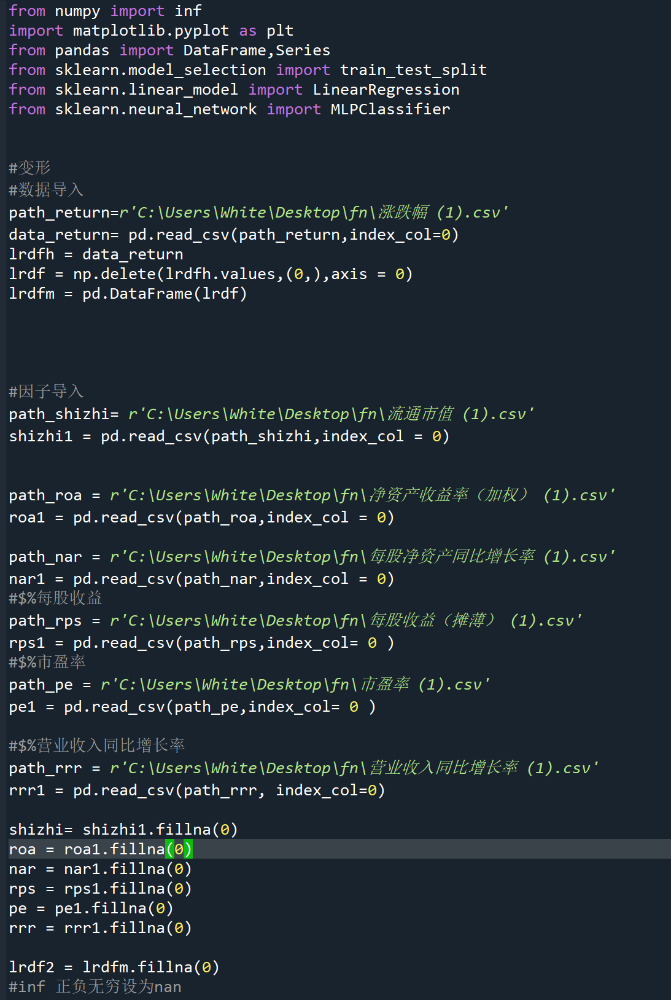 from numpy import inf
import matplotlib.pyplot as plt
from pandas import DataFrame,Series
from sklearn.model_selection import train_test_split
from sklearn.linear_model import LinearRegression
from sklearn.neural_network import MLPClassifier
#变形
#数据导入
path_return=r'C:\Users\White\Desktop\fn\涨跌幅 (1).csv'
data_return= pd.read_csv(path_return,index_col=0)
lrdfh = data_return
lrdf = np.delete(lrdfh.values,(0,),axis = 0)
lrdfm = pd.DataFrame(lrdf)
#因子导入
path_shizhi= r'C:\Users\White\Desktop\fn\流通市值 (1).csv'
shizhi1 = pd.read_csv(path_shizhi,index_col = 0)
path_roa = r'C:\Users\White\Desktop\fn\净资产收益率（加权） (1).csv'
roa1 = pd.read_csv(path_roa,index_col = 0)
path_nar = r'C:\Users\White\Desktop\fn\每股净资产同比增长率 (1).csv'
nar1 = pd.read_csv(path_nar,index_col = 0)
#$%每股收益
path_rps = r'C:\Users\White\Desktop\fn\每股收益（摊薄） (1).csv'
rps1 = pd.read_csv(path_rps,index_col= 0 )
#$%市盈率
path_pe = r'C:\Users\White\Desktop\fn\市盈率 (1).csv'
pe1 = pd.read_csv(path_pe,index_col= 0 )
#$%营业收入同比增长率
path_rrr = r'C:\Users\White\Desktop\fn\营业收入同比增长率 (1).csv'
rrr1 = pd.read_csv(path_rrr, index_col=0)
shizhi= shizhi1.fillna(0)
roa = roa1.fillna(0)
nar = nar1.fillna(0)
rps = rps1.fillna(0)
pe = pe1.fillna(0)
rrr = rrr1.fillna(0)
lrdf2 = lrdfm.fillna(0)
#inf 正负无穷设为nan